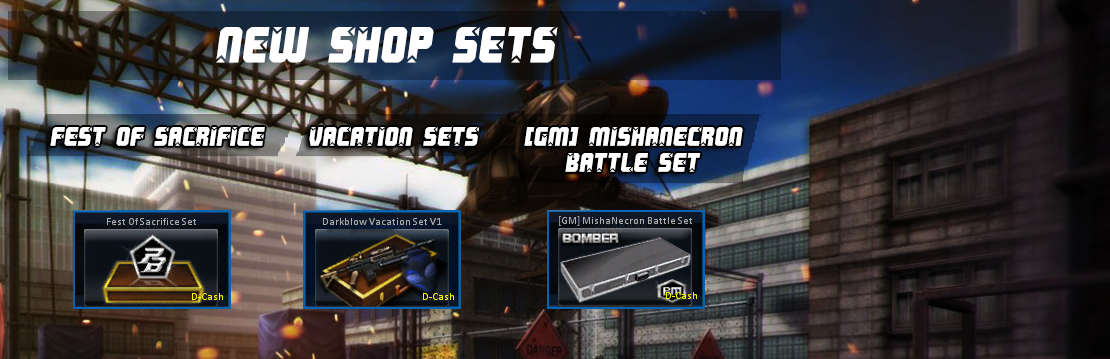 NEW SHOP SETS
FEST OF SACRIFICE
VACATION SETS
[GM] MISHANECRON
BATTLE SET
Fest Of Sacrifice Set
D-Cash
Darkblow Vacation Set V1
D-Cash
[GM] MishaNecron Battle Set
BOMBER
D-Cash
DANGER